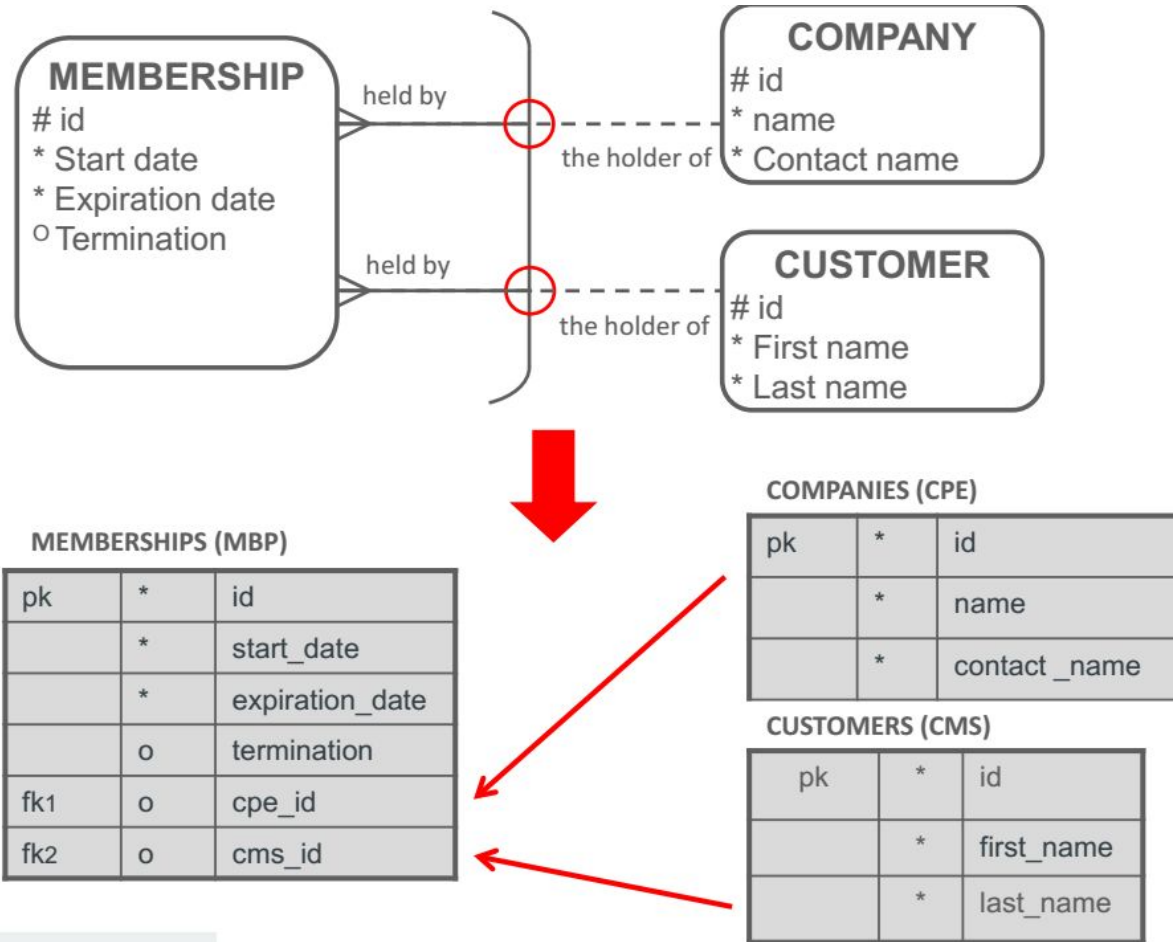 MEMBERSHIP
# id
* Start date
* Expiration date
O Termination
held by
held by
the holder of
the holder of
COMPANY
# id
* name
* Contact name
CUSTOMER
# id
* First name
* Last name
MEMBERSHIPS (MBP)
pk * id
* start_date
* expiration_date
o termination
fk1 o cpe_id
fk2 o cms_id
COMPANIES (CPE)
pk * id
* name
* contact _name
CUSTOMERS (CMS)
pk * id
* first_name
* last_name